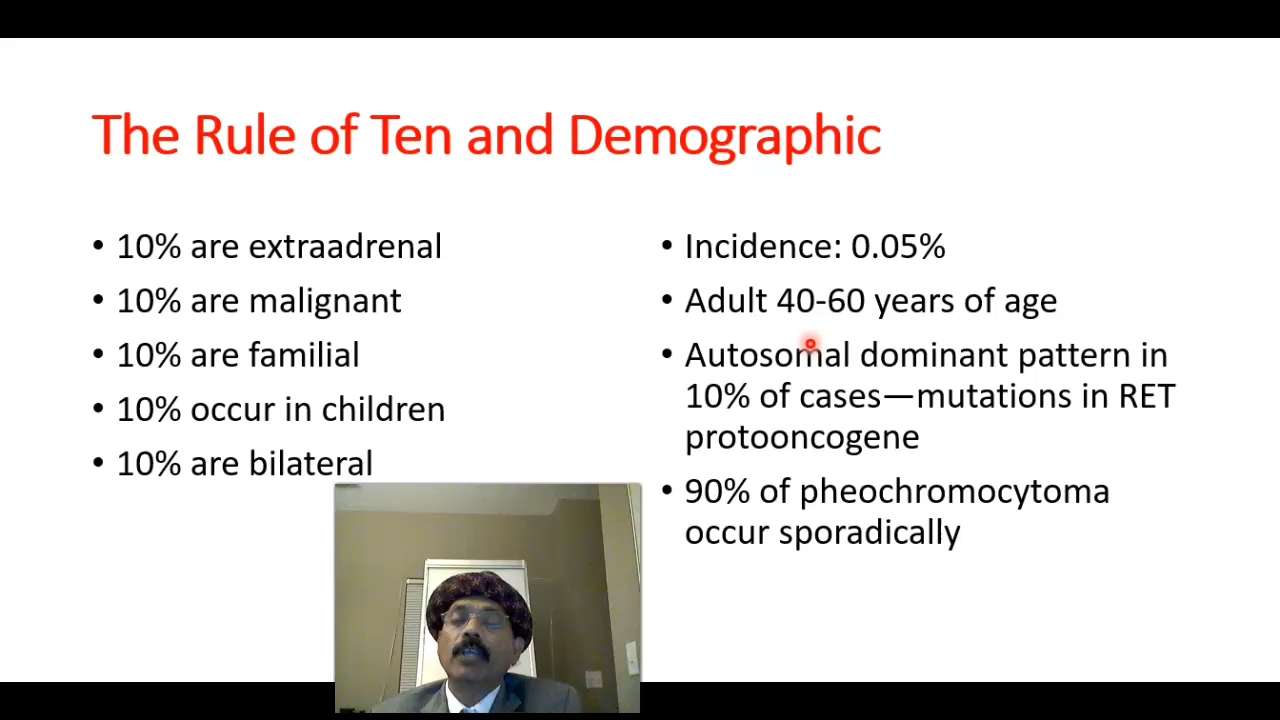 The Rule of Ten and Demographic
• 10% are extraadrenal
• 10% are malignant
• 10% are familial
• 10% occur in children
• 10% are bilateral
• Incidence: 0.05%
• Adult 40-60 years of age
• Autosomal dominant pattern in
10% of cases—mutations in RET
protooncogene
• 90% of pheochromocytoma
occur sporadically